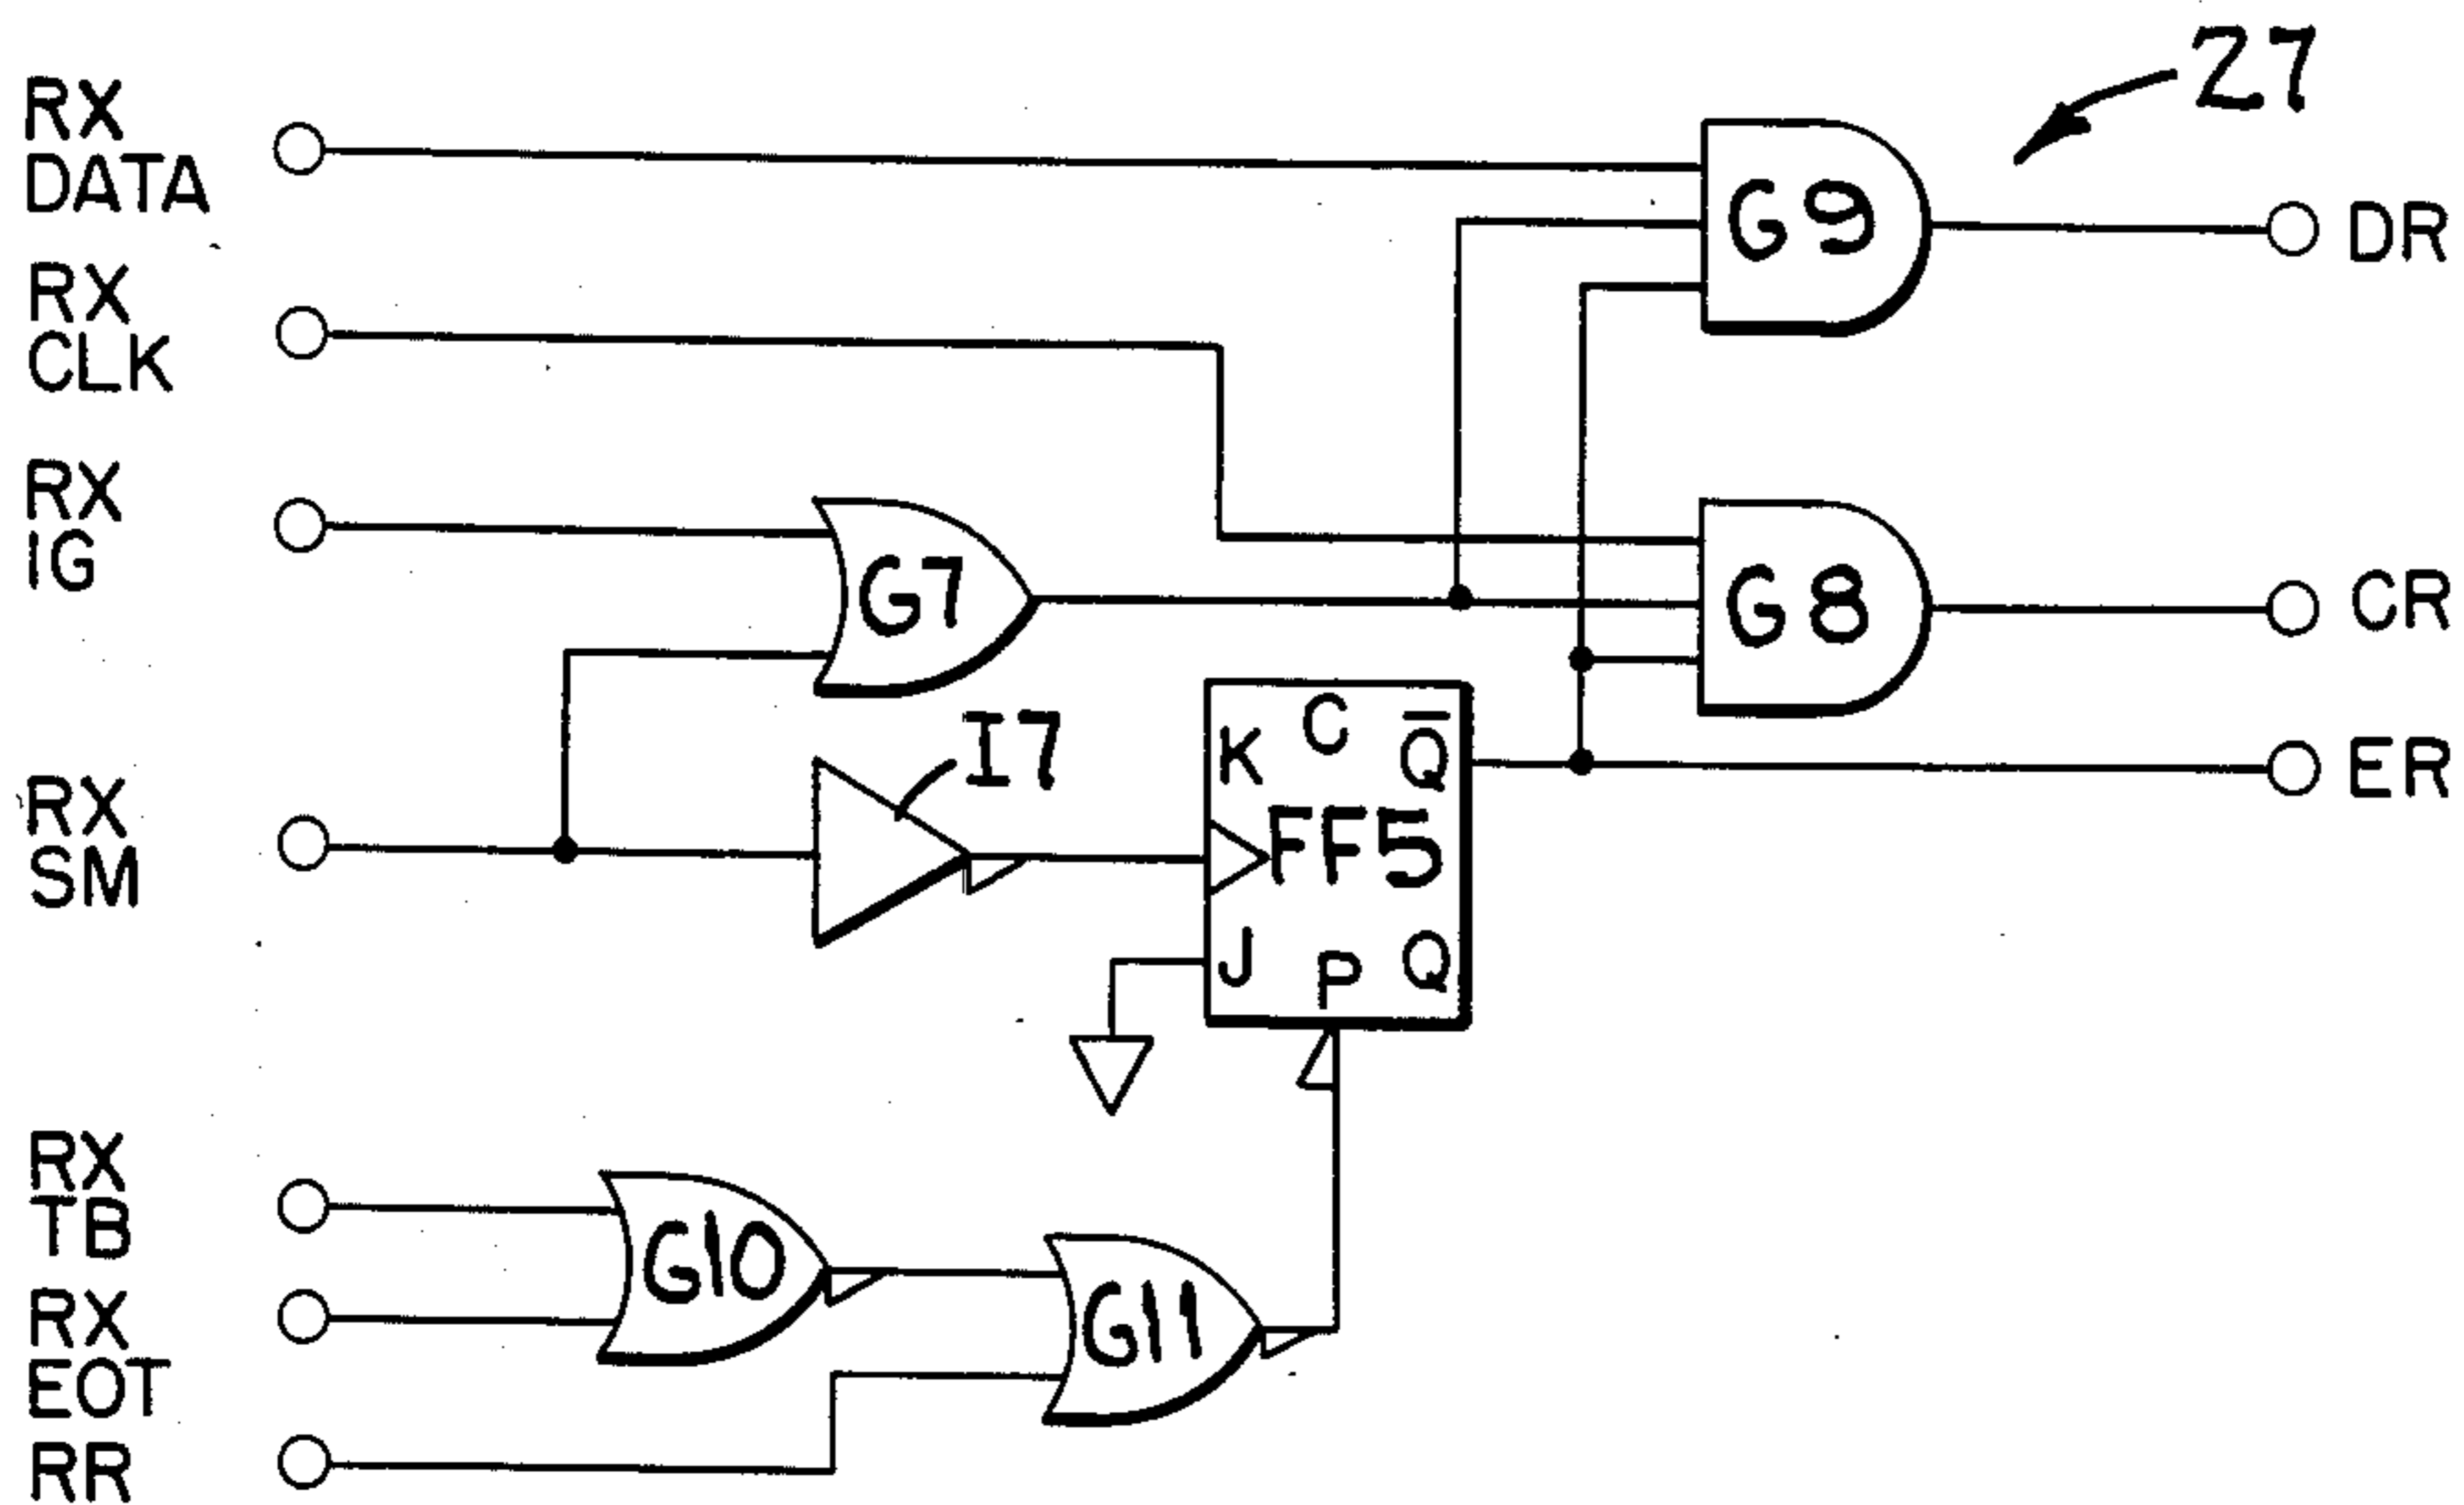 27
RX
DATA
G9
DR
RX
CLK
RX
IG
G7
G8
CR
I7
K
C
Q̅
FF5
ER
RX
SM
J
P
Q
RX
TB
G10
RX
EOT
G11
RR